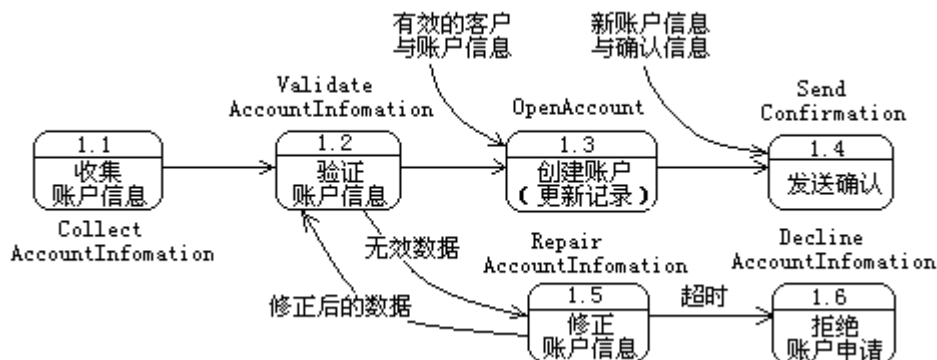 有效的客户
与账户信息
新账户信息
与确认信息
Validate
AccountInfomation
OpenAccount
Send
Confirmation
1.1
收集
账户信息
1.2
验证
账户信息
1.3
创建账户
(更新记录)
1.4
发送确认
Collect
AccountInfomation
无效数据
修正后的数据
Repair
AccountInfomation
Decline
AccountInfomation
1.5
修正
账户信息
超时
1.6
拒绝
账户申请